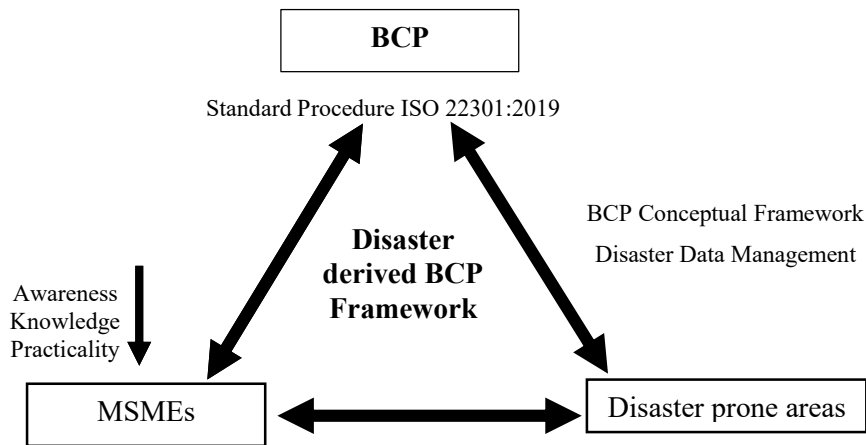 BCP
Standard Procedure ISO 22301:2019
BCP Conceptual Framework
Disaster Data Management
Disaster
derived BCP
Framework
Awareness
Knowledge
Practicality
MSMEs
Disaster prone areas